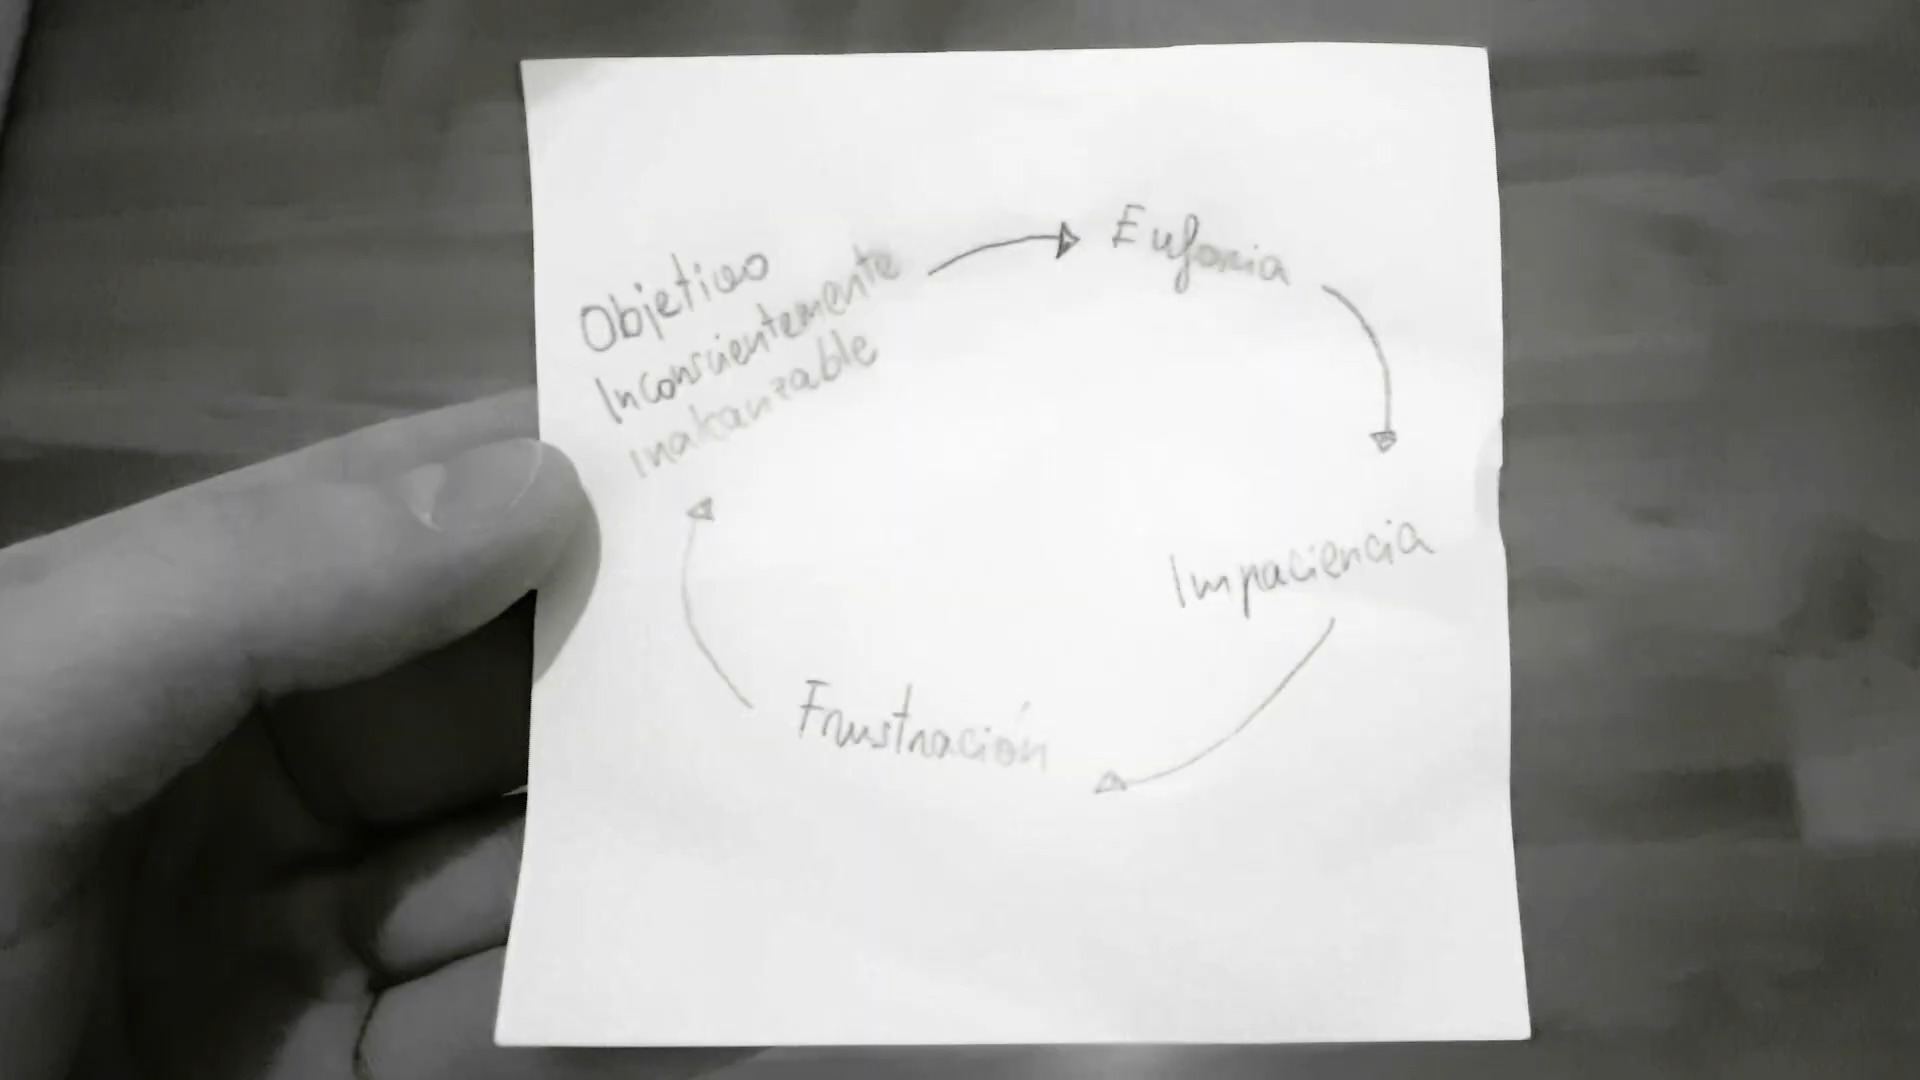 Objetivo
Inconscientemente
inalcanzable
Euforia
Impaciencia
Frustración